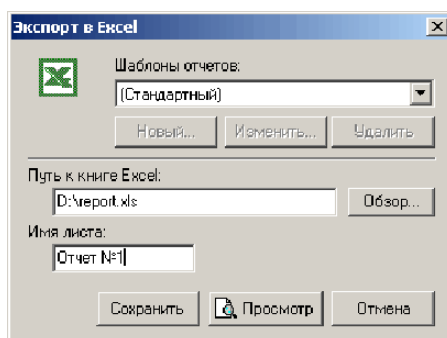 Экспорт в Excel
Шаблоны отчетов:
(Стандартный)
Новый... Изменить... Удалить
Путь к книге Excel:
D:\report.xls Обзор...
Имя листа:
Отчет №1
Сохранить Просмотр Отмена